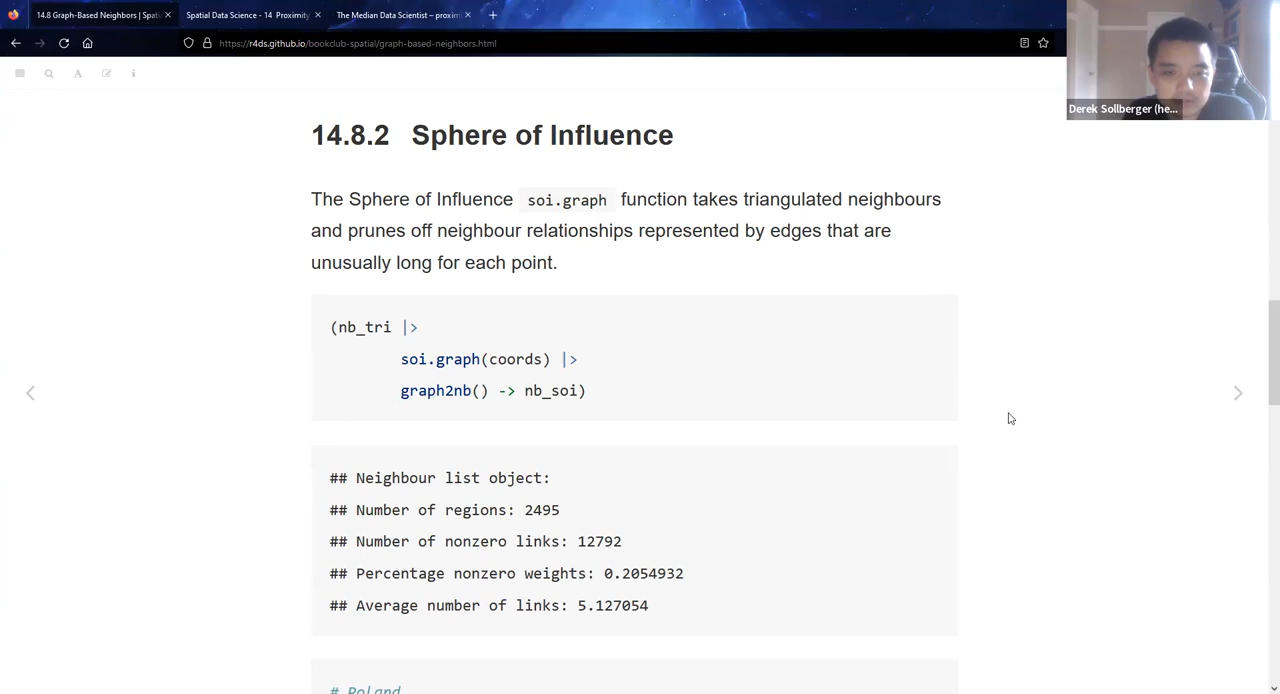 14.8 Graph-Based Neighbors | Spati
Spatial Data Science - 14 Proximity
The Median Data Scientist – proxim
https://r4ds.github.io/bookclub-spatial/graph-based-neighbors.html
Derek Sollberger (he...
14.8.2 Sphere of Influence
The Sphere of Influence soi.graph function takes triangulated neighbours
and prunes off neighbour relationships represented by edges that are
unusually long for each point.
(nb_tri |>
soi.graph(coords) |>
graph2nb() -> nb_soi)
## Neighbour list object:
## Number of regions: 2495
## Number of nonzero links: 12792
## Percentage nonzero weights: 0.2054932
## Average number of links: 5.127054
# Poland